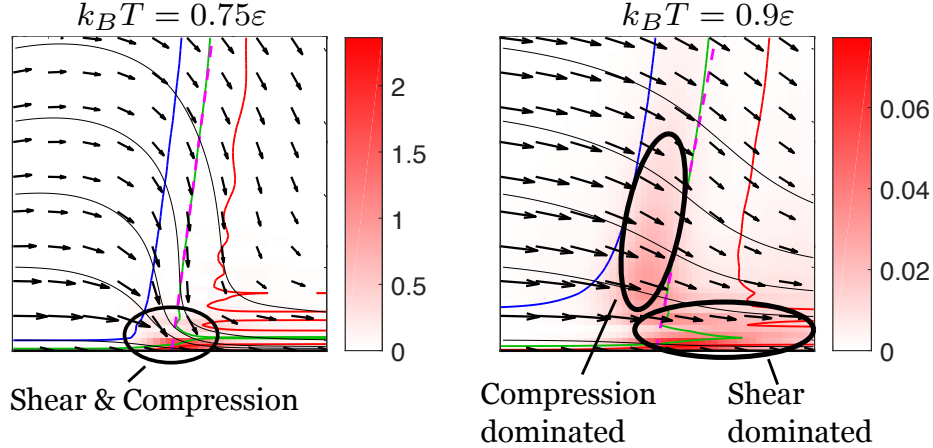 k_BT = 0.75ε
k_BT = 0.9ε
2
1.5
1
0.5
0
0.06
0.04
0.02
0
Shear & Compression
Compression
dominated
Shear
dominated